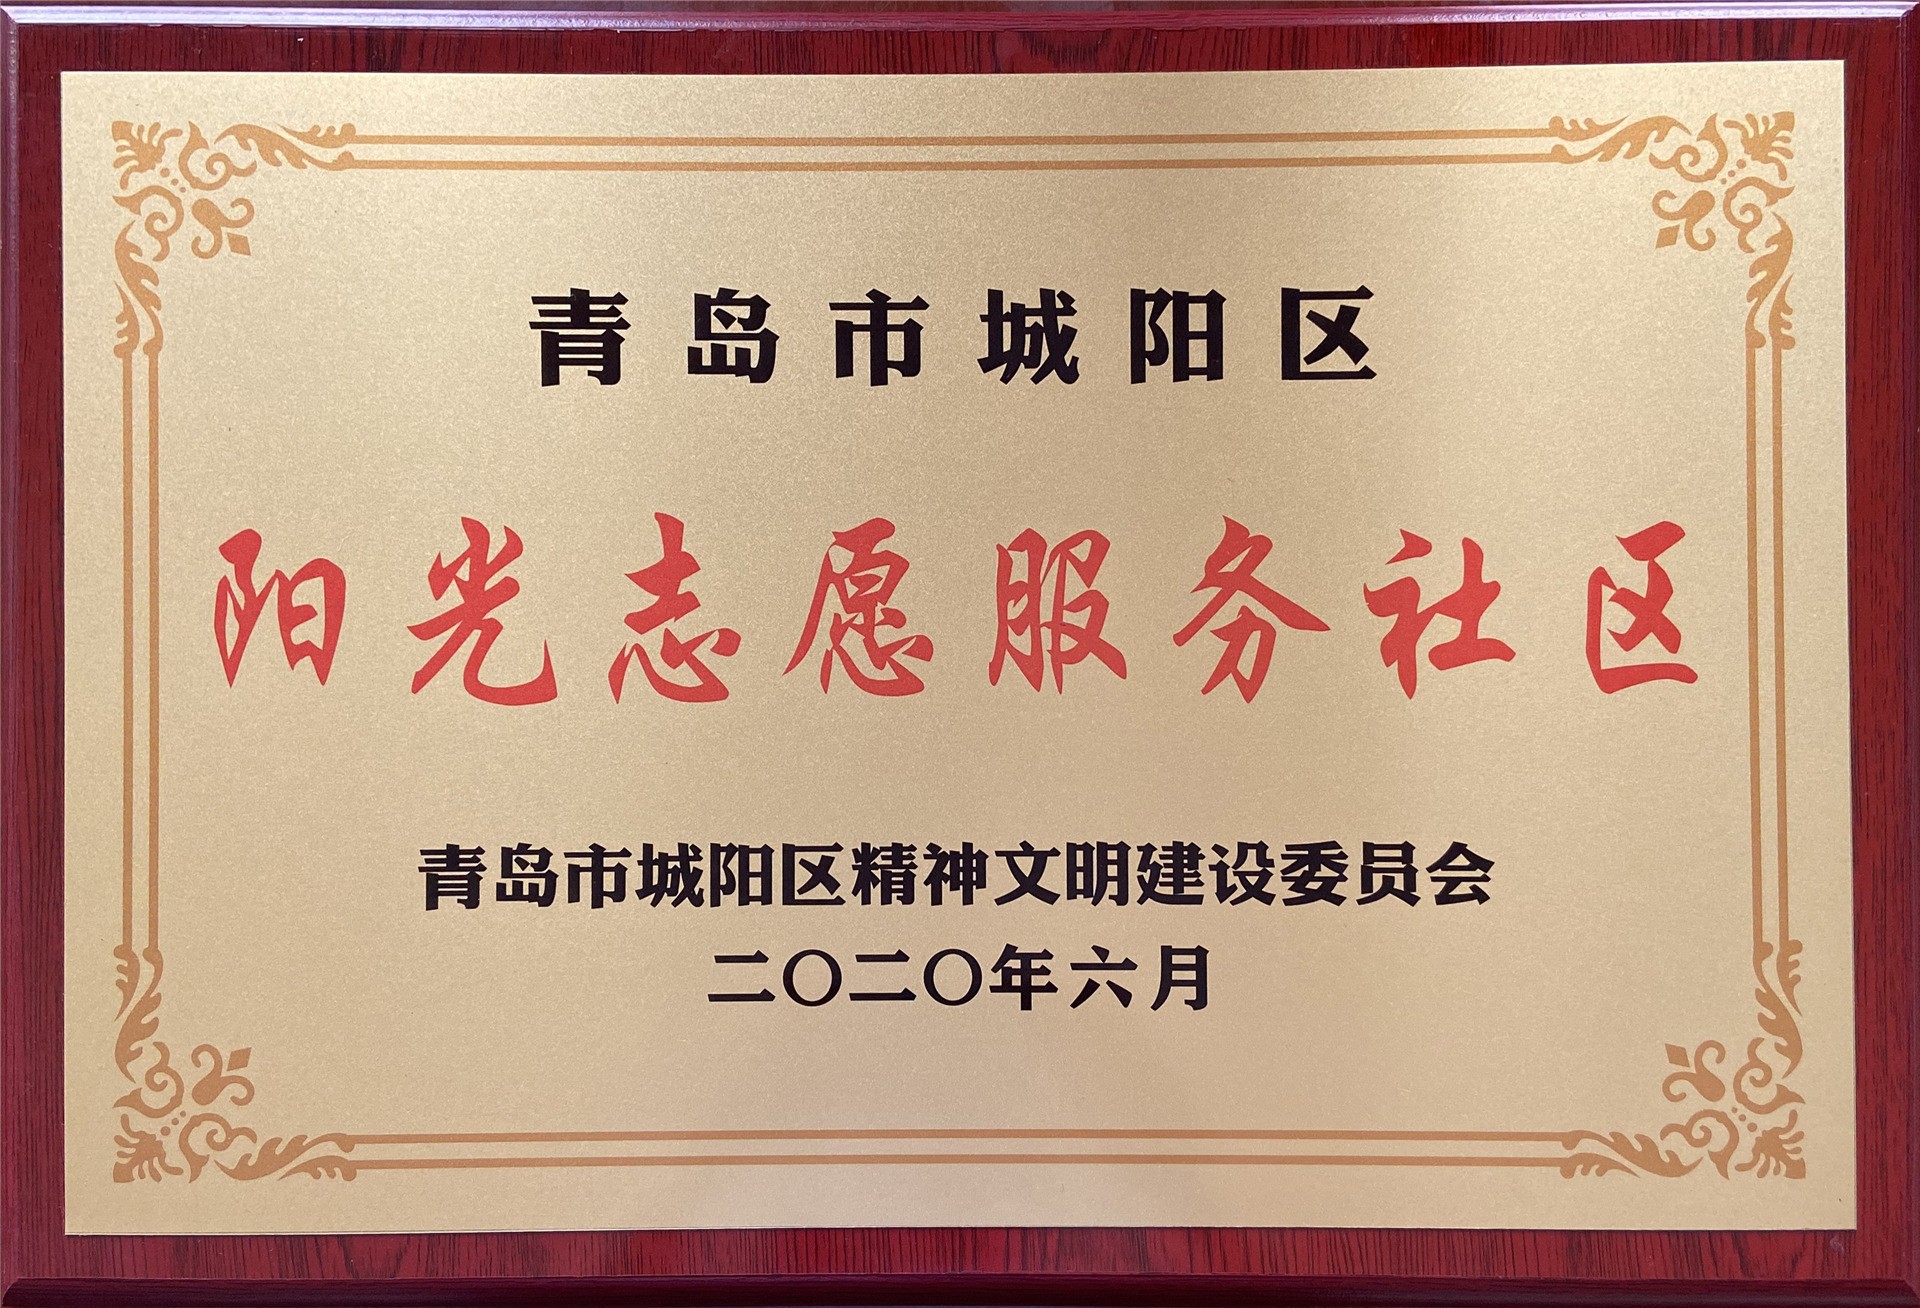 青岛市城阳区
阳光志愿服务社区
青岛市城阳区精神文明建设委员会
二〇二〇年六月